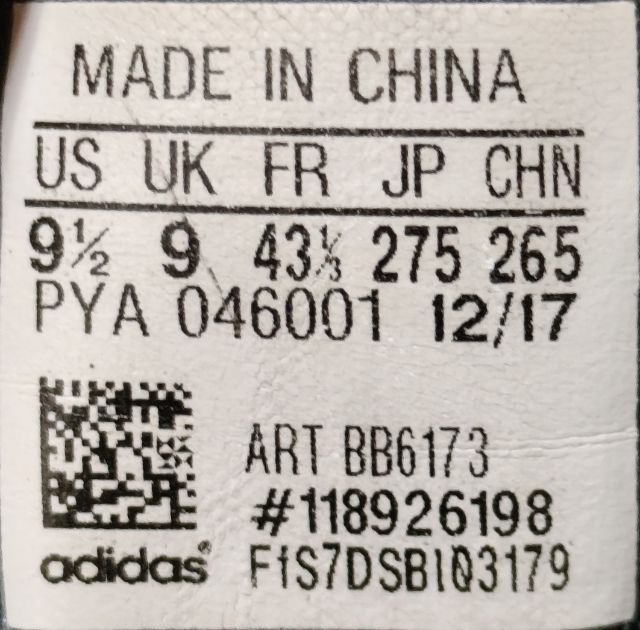 MADE IN CHINA
US UK FR JP CHN
9½ 9 43⅓ 275 265
PYA 046001 12/17
ART BB6173
#118926198
adidas® FfS7DSBl03179